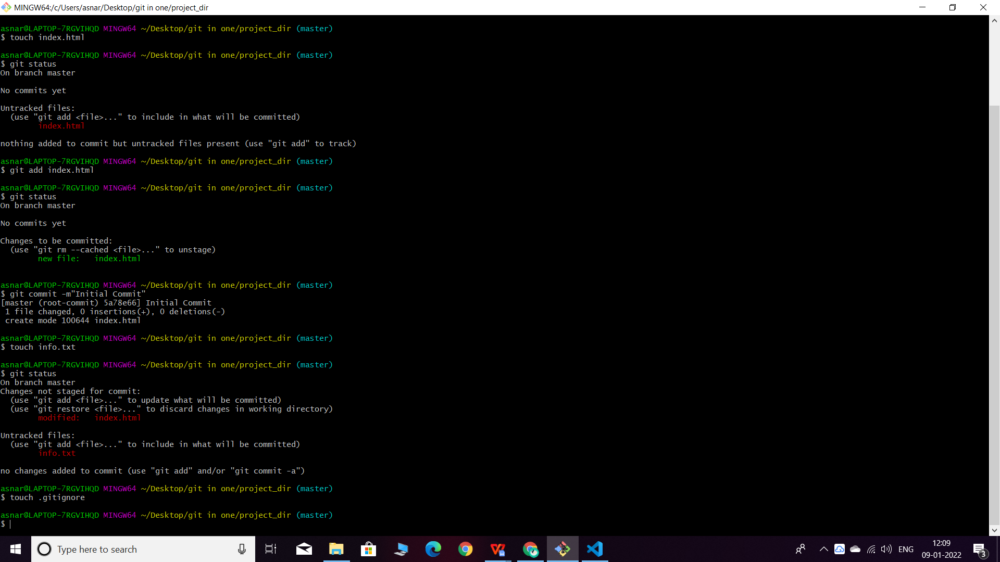 MINGW64:/c/Users/asnar/Desktop/git in one/project_dir
asnar@LAPTOP-7RGVIHQD MINGW64 ~/Desktop/git in one/project_dir (master)
$ touch index.html
asnar@LAPTOP-7RGVIHQD MINGW64 ~/Desktop/git in one/project_dir (master)
$ git status
On branch master
No commits yet
Untracked files:
  (use "git add <file>..." to include in what will be committed)
        index.html
nothing added to commit but untracked files present (use "git add" to track)
asnar@LAPTOP-7RGVIHQD MINGW64 ~/Desktop/git in one/project_dir (master)
$ git add index.html
asnar@LAPTOP-7RGVIHQD MINGW64 ~/Desktop/git in one/project_dir (master)
$ git status
On branch master
No commits yet
Changes to be committed:
  (use "git rm --cached <file>..." to unstage)
        new file:   index.html
asnar@LAPTOP-7RGVIHQD MINGW64 ~/Desktop/git in one/project_dir (master)
$ git commit -m"Initial Commit"
[master (root-commit) 5a78e66] Initial Commit
 1 file changed, 0 insertions(+), 0 deletions(-)
 create mode 100644 index.html
asnar@LAPTOP-7RGVIHQD MINGW64 ~/Desktop/git in one/project_dir (master)
$ touch info.txt
asnar@LAPTOP-7RGVIHQD MINGW64 ~/Desktop/git in one/project_dir (master)
$ git status
On branch master
Changes not staged for commit:
  (use "git add <file>..." to update what will be committed)
  (use "git restore <file>..." to discard changes in working directory)
        modified:   index.html
Untracked files:
  (use "git add <file>..." to include in what will be committed)
        info.txt
no changes added to commit (use "git add" and/or "git commit -a")
asnar@LAPTOP-7RGVIHQD MINGW64 ~/Desktop/git in one/project_dir (master)
$ touch .gitignore
asnar@LAPTOP-7RGVIHQD MINGW64 ~/Desktop/git in one/project_dir (master)
$
Type here to search
ENG
12:09
09-01-2022
3